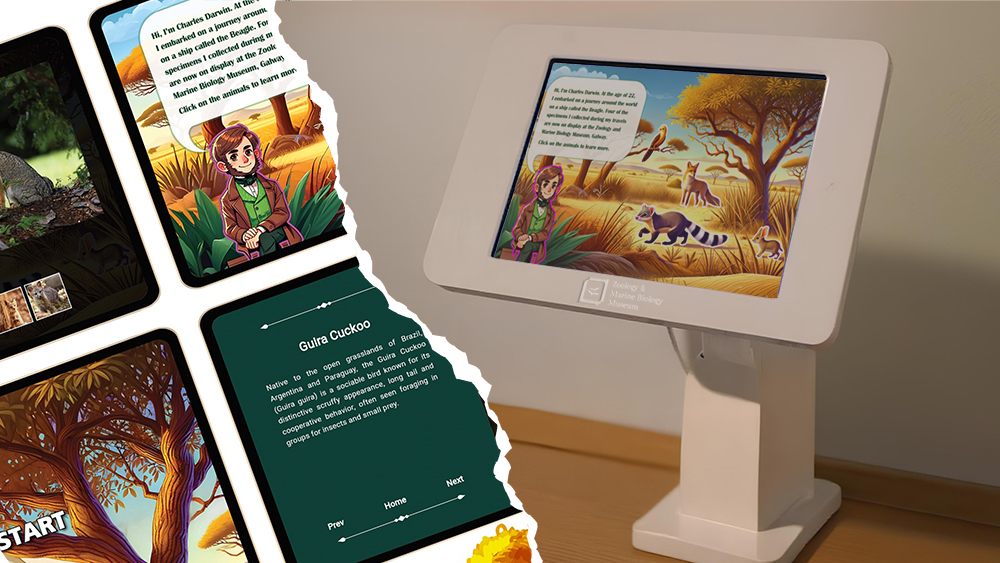 Hi, I'm Charles Darwin. At the
I embarked on a journey around
on a ship called the Beagle. For
specimens I collected during m
are now on display at the Zoolo
Marine Biology Museum, Galway
Click on the animals to learn more
Guira Cuckoo
Native to the open grasslands of Brazil,
Argentina and Paraguay, the Guira Cuckoo
(Guira guira) is a sociable bird known for its
distinctive scruffy appearance, long tail and
cooperative behavior, often seen foraging in
groups for insects and small prey.
Prev
Home
Next
START
Hi, I'm Charles Darwin. At the age of 22,
I embarked on a journey around the world
on a ship called the Beagle. Four of the
specimens I collected during my travels
are now on display at the Zoology and
Marine Biology Museum, Galway.
Click on the animals to learn more.
Zoology &
Marine Biology
Museum